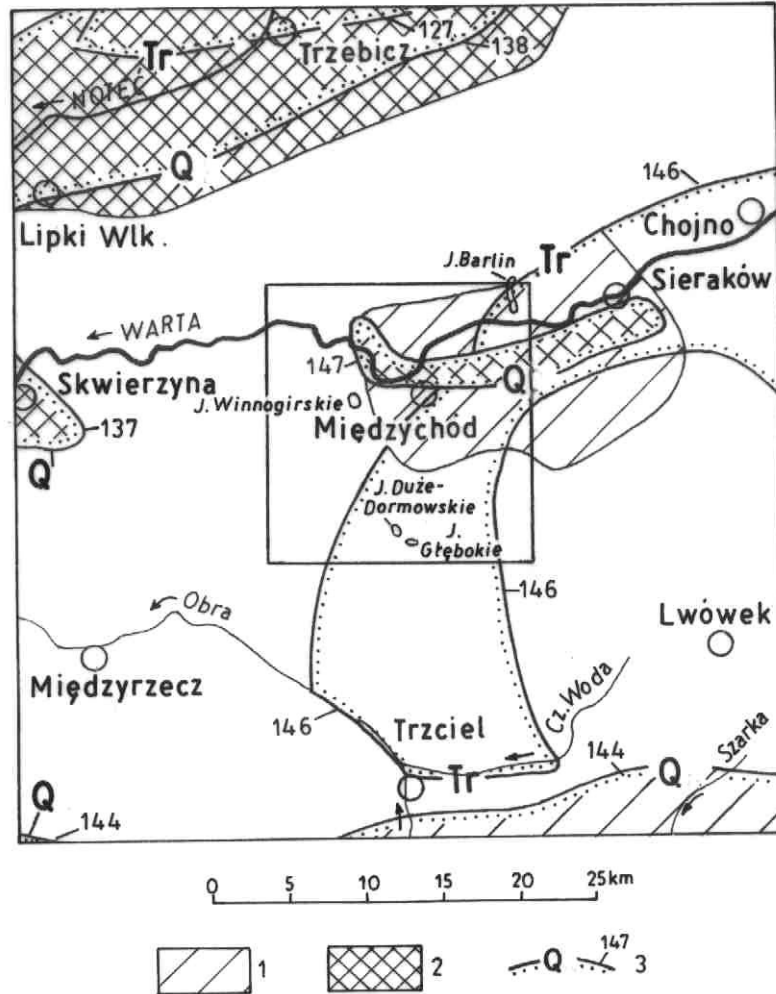 127
Tr
Trzebicz
138
NOTEĆ
Q
146
Lipki Wlk.
Chojno
Tr
J. Barlin
Sieraków
WARTA
147
Skwierzyna
Q
J. Winnogirskie
137
Międzychód
Q
J. Duże-
Dormowskie
J.
Głębokie
146
Obra
Lwówek
Międzyrzecz
Cz. Woda
146
Trzciel
Szarka
144
Q
Tr
Q
144
0 5 10 15 20 25 km
1 2 Q 147 3